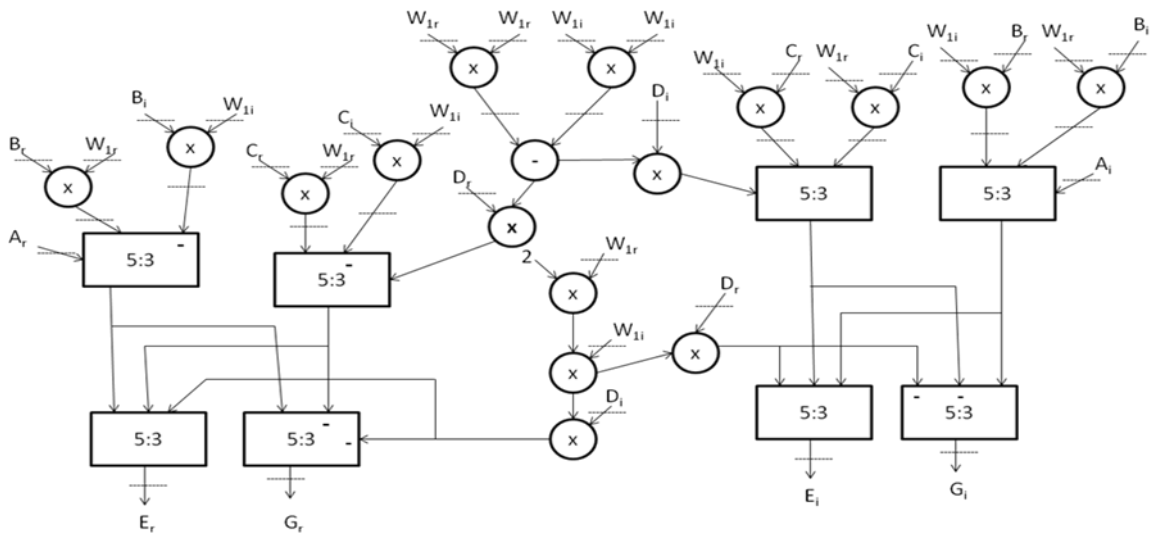 W1r W1r W1i W1i
x x
W1i Cr W1r Ci
x x
W1i Br W1r Bi
x x
Bi W1i
x
Br W1r
x
Ci W1i
x
Cr W1r
x
-
Di
x
Dr
x
Ar
5:3 -
5:3 -
5:3
5:3
Ai
2 W1r
x
W1i
x
Dr
x
Di
x
5:3
5:3 - -
5:3
- 5:3 -
Er
Gr
Ei
Gi